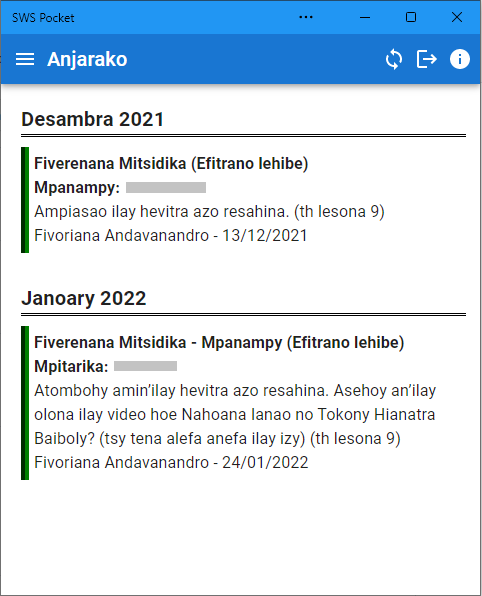 SWS Pocket
Anjarako
Desambra 2021
Fiverenana Mitsidika (Efitrano lehibe)
Mpanampy:
Ampiasao ilay hevitra azo resahina. (th lesona 9)
Fivoriana Andavanandro - 13/12/2021
Janoary 2022
Fiverenana Mitsidika - Mpanampy (Efitrano lehibe)
Mpitarika:
Atombohy amin’ilay hevitra azo resahina. Asehoy an’ilay
olona ilay video hoe Nahoana Ianao no Tokony Hianatra
Baiboly? (tsy tena alefa anefa ilay izy) (th lesona 9)
Fivoriana Andavanandro - 24/01/2022